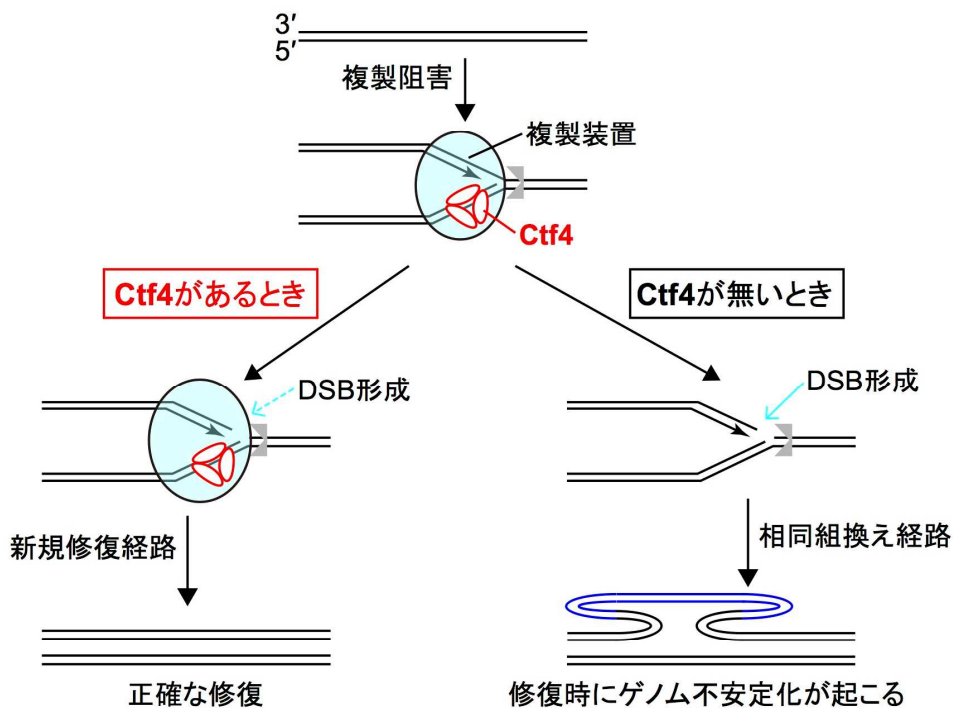 3′
5′
複製阻害
複製装置
Ctf4
Ctf4があるとき
Ctf4が無いとき
DSB形成
DSB形成
新規修復経路
相同組換え経路
正確な修復
修復時にゲノム不安定化が起こる